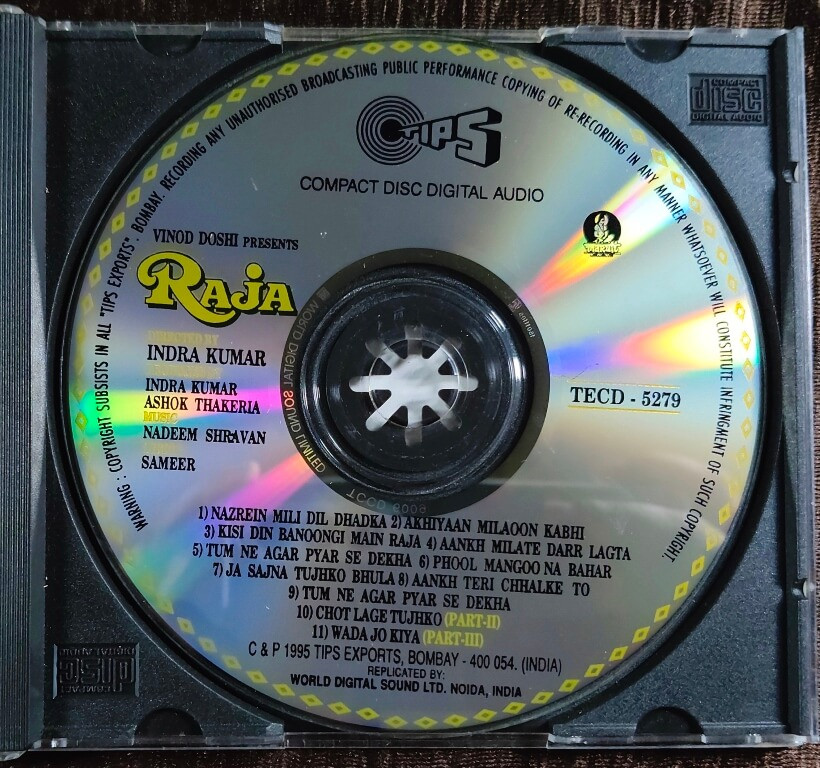 WARNING : COPYRIGHT SUBSISTS IN ALL "TIPS EXPORTS". BOMBAY. RECORDING ANY UNAUTHORISED BROADCASTING PUBLIC PERFORMANCE COPYING OF RE-RECORDING IN ANY MANNER WHATSOEVER WILL CONSTITUTE INFRINGMENT OF SUCH COPYRIGHT.
COMPACT
disc
DIGITAL AUDIO
TIPS
COMPACT DISC DIGITAL AUDIO
VINOD DOSHI PRESENTS
RAJA
DIRECTED BY
INDRA KUMAR
INDRA KUMAR
ASHOK THAKERIA
MUSIC
NADEEM SHRAVAN
SAMEER
MARUTI
TECD - 5279
WORLD DIGITAL SOUND LIMITED
1) NAZREIN MILI DIL DHADKA 2) AKHIYAAN MILAOON KABHI
3) KISI DIN BANOONGI MAIN RAJA 4) AANKH MILATE DARR LAGTA
5) TUM NE AGAR PYAR SE DEKHA 6) PHOOL MANGOO NA BAHAR
7) JA SAJNA TUJHKO BHULA 8) AANKH TERI CHHALKE TO
9) TUM NE AGAR PYAR SE DEKHA
10) CHOT LAGE TUJHKO (PART-II)
11) WADA JO KIYA (PART-III)
C & P 1995 TIPS EXPORTS, BOMBAY - 400 054. (INDIA)
REPLICATED BY:
WORLD DIGITAL SOUND LTD. NOIDA, INDIA
COMPACT
disc
DIGITAL AUDIO